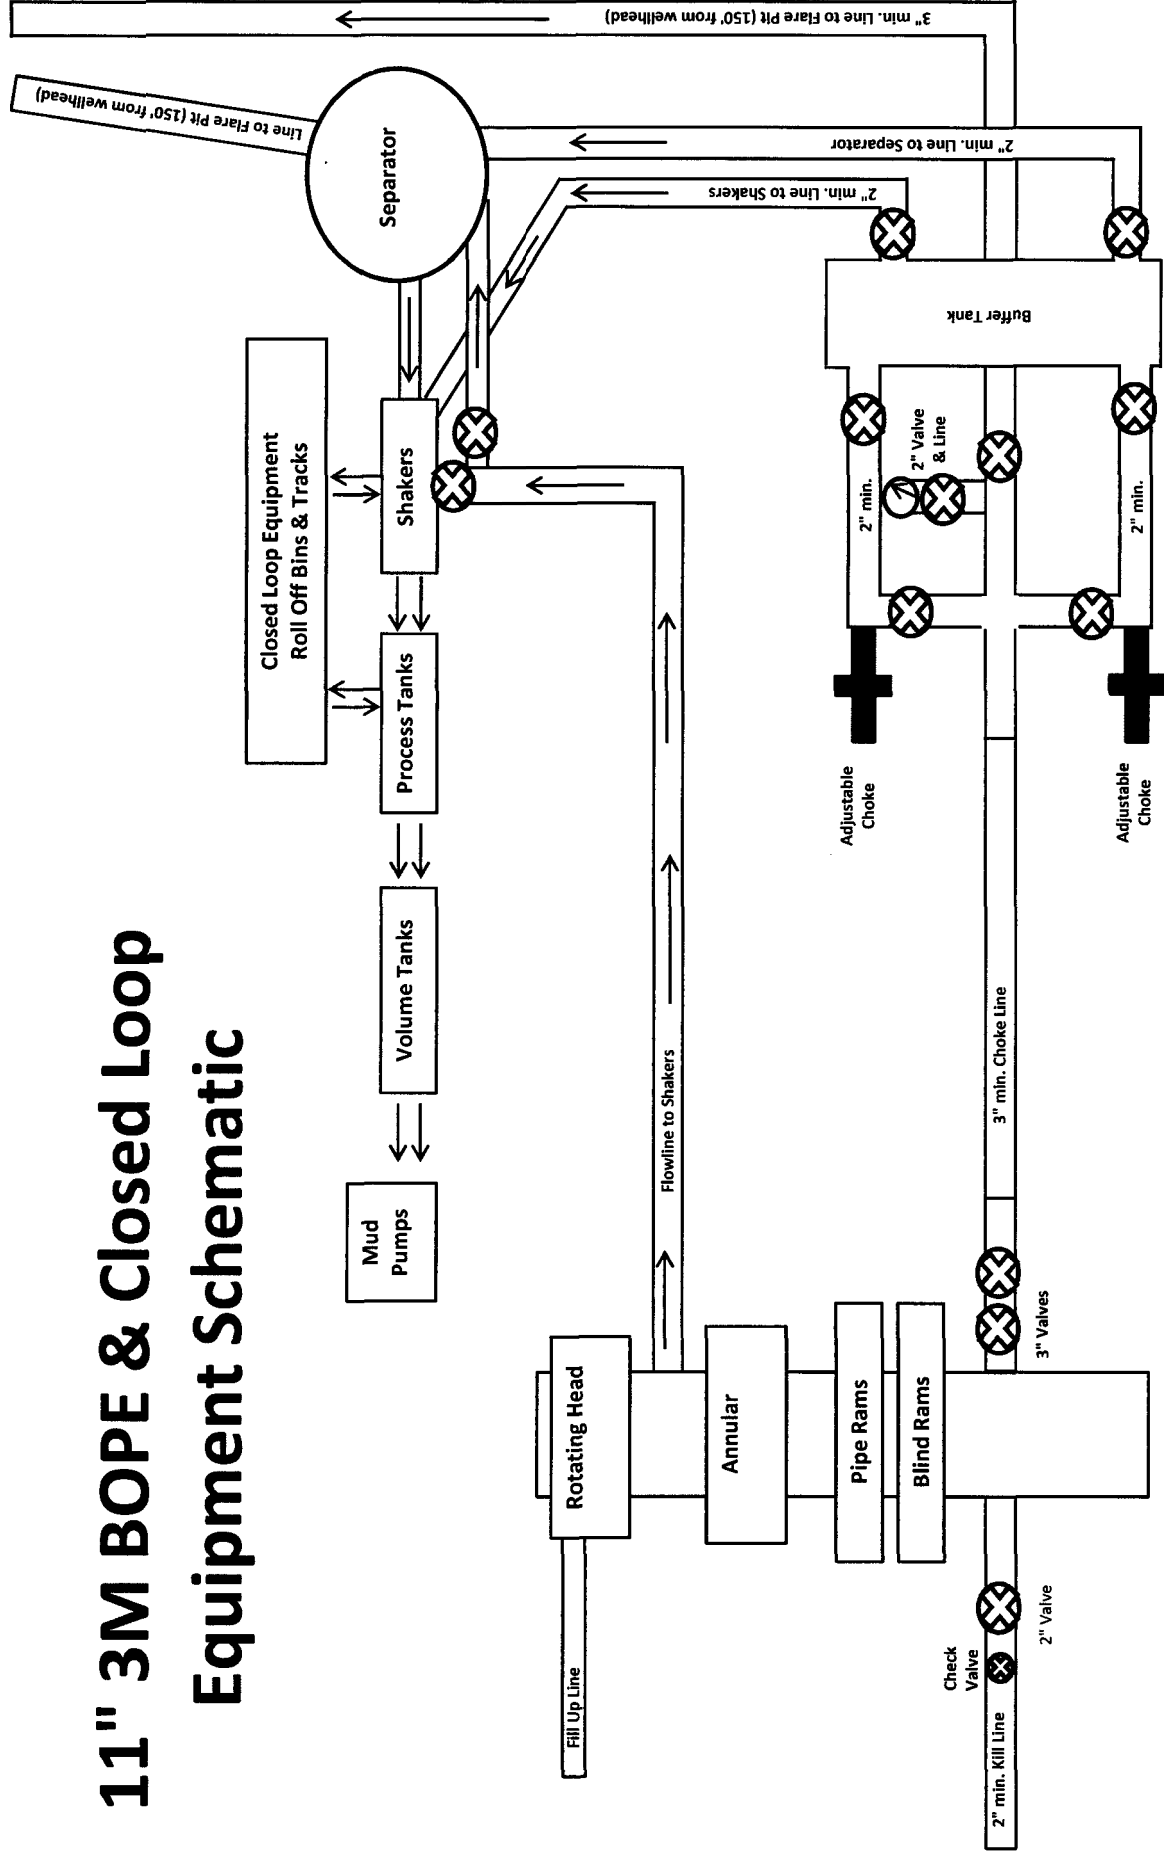 11" 3M BOPE & Closed Loop
Equipment Schematic
Closed Loop Equipment
Roll Off Bins & Tracks
Mud
Pumps
Volume Tanks
Process Tanks
Shakers
Separator
Line to Flare Pit (150' from wellhead)
3" min. Line to Flare Pit (150' from wellhead)
2" min. Line to Separator
2" min. Line to Shakers
Fill Up Line
Rotating Head
Flowline to Shakers
Annular
Pipe Rams
Blind Rams
Adjustable
Choke
2" min.
2" Valve
& Line
Buffer Tank
2" min. Kill Line
Check
Valve
2" Valve
3" Valves
3" min. Choke Line
Adjustable
Choke
2" min.